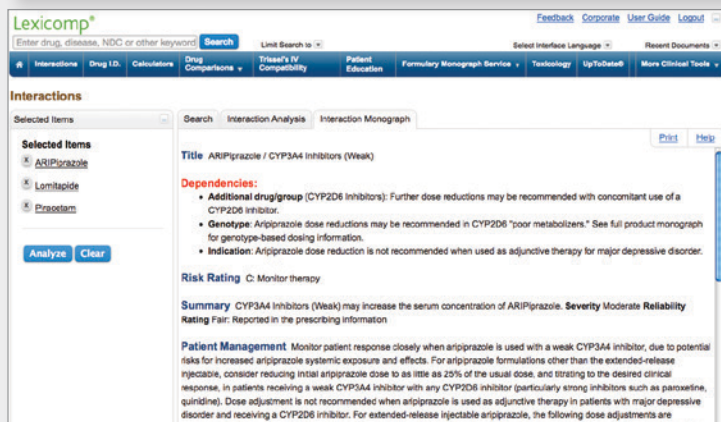 Lexicomp®
Feedback Corporate User Guide Logout
Enter drug, disease, NDC or other keyword Search Limit Search to Select Interface Language Recent Documents
Interactions Drug I.D. Calculators Drug Comparisons Trissel's IV Compatibility Patient Education Formulary Monograph Service Toxicology UpToDate® More Clinical Tools
Interactions
Selected Items
Search Interaction Analysis Interaction Monograph
Print Help
Selected Items
x ARIPiprazole
x Lomitapide
x Piracetam
Analyze Clear
Title ARIPiprazole / CYP3A4 Inhibitors (Weak)
Dependencies:
• Additional drug/group (CYP2D6 Inhibitors): Further dose reductions may be recommended with concomitant use of a
CYP2D6 inhibitor.
• Genotype: Aripiprazole dose reductions may be recommended in CYP2D6 "poor metabolizers." See full product monograph
for genotype-based dosing information.
• Indication: Aripiprazole dose reduction is not recommended when used as adjunctive therapy for major depressive disorder.
Risk Rating C: Monitor therapy
Summary CYP3A4 Inhibitors (Weak) may increase the serum concentration of ARIPiprazole. Severity Moderate Reliability
Rating Fair: Reported in the prescribing information
Patient Management Monitor patient response closely when aripiprazole is used with a weak CYP3A4 inhibitor, due to potential
risks for increased aripiprazole systemic exposure and effects. For aripiprazole formulations other than the extended-release
injectable, consider reducing initial aripiprazole dose to as little as 25% of the usual dose, and titrating to the desired clinical
response, in patients receiving a weak CYP3A4 inhibitor with any CYP2D6 inhibitor (particularly strong inhibitors such as paroxetine,
quinidine). Dose adjustment is not recommended when aripiprazole is used as adjunctive therapy in patients with major depressive
disorder and receiving a CYP2D6 inhibitor. For extended-release injectable aripiprazole, the following dose adjustments are